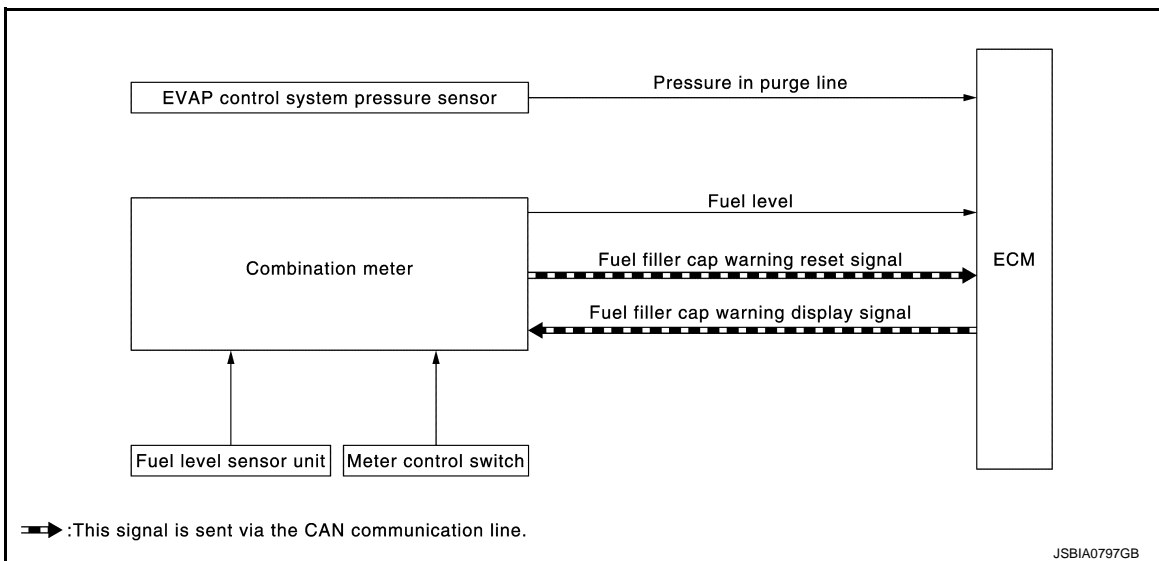 EVAP control system pressure sensor
Pressure in purge line
Fuel level
Combination meter
Fuel filler cap warning reset signal
ECM
Fuel filler cap warning display signal
Fuel level sensor unit
Meter control switch
:This signal is sent via the CAN communication line.
JSBIA0797GB